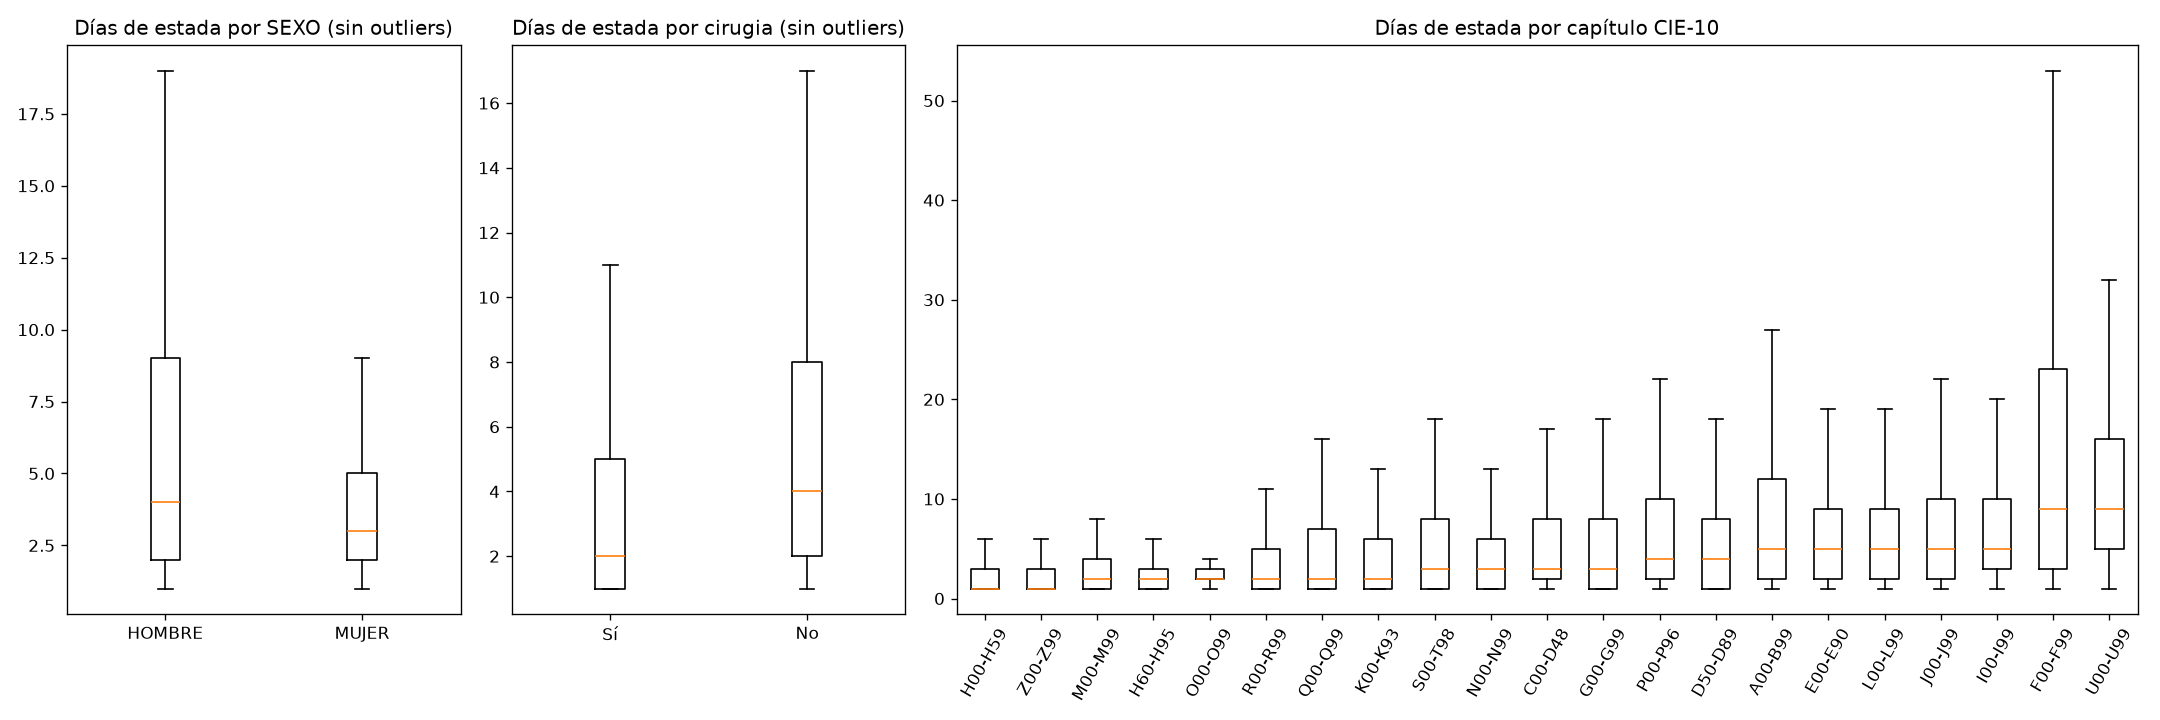 Días de estada por SEXO (sin outliers)
17.5
15.0
12.5
10.0
7.5
5.0
2.5
HOMBRE
MUJER
Días de estada por cirugia (sin outliers)
16
14
12
10
8
6
4
2
Sí
No
Días de estada por capítulo CIE-10
50
40
30
20
10
0
H00-H59
Z00-Z99
M00-M99
H60-H95
O00-O99
R00-R99
Q00-Q99
K00-K93
S00-T98
N00-N99
C00-D48
G00-G99
P00-P96
D50-D89
A00-B99
E00-E90
L00-L99
J00-J99
I00-I99
F00-F99
U00-U99